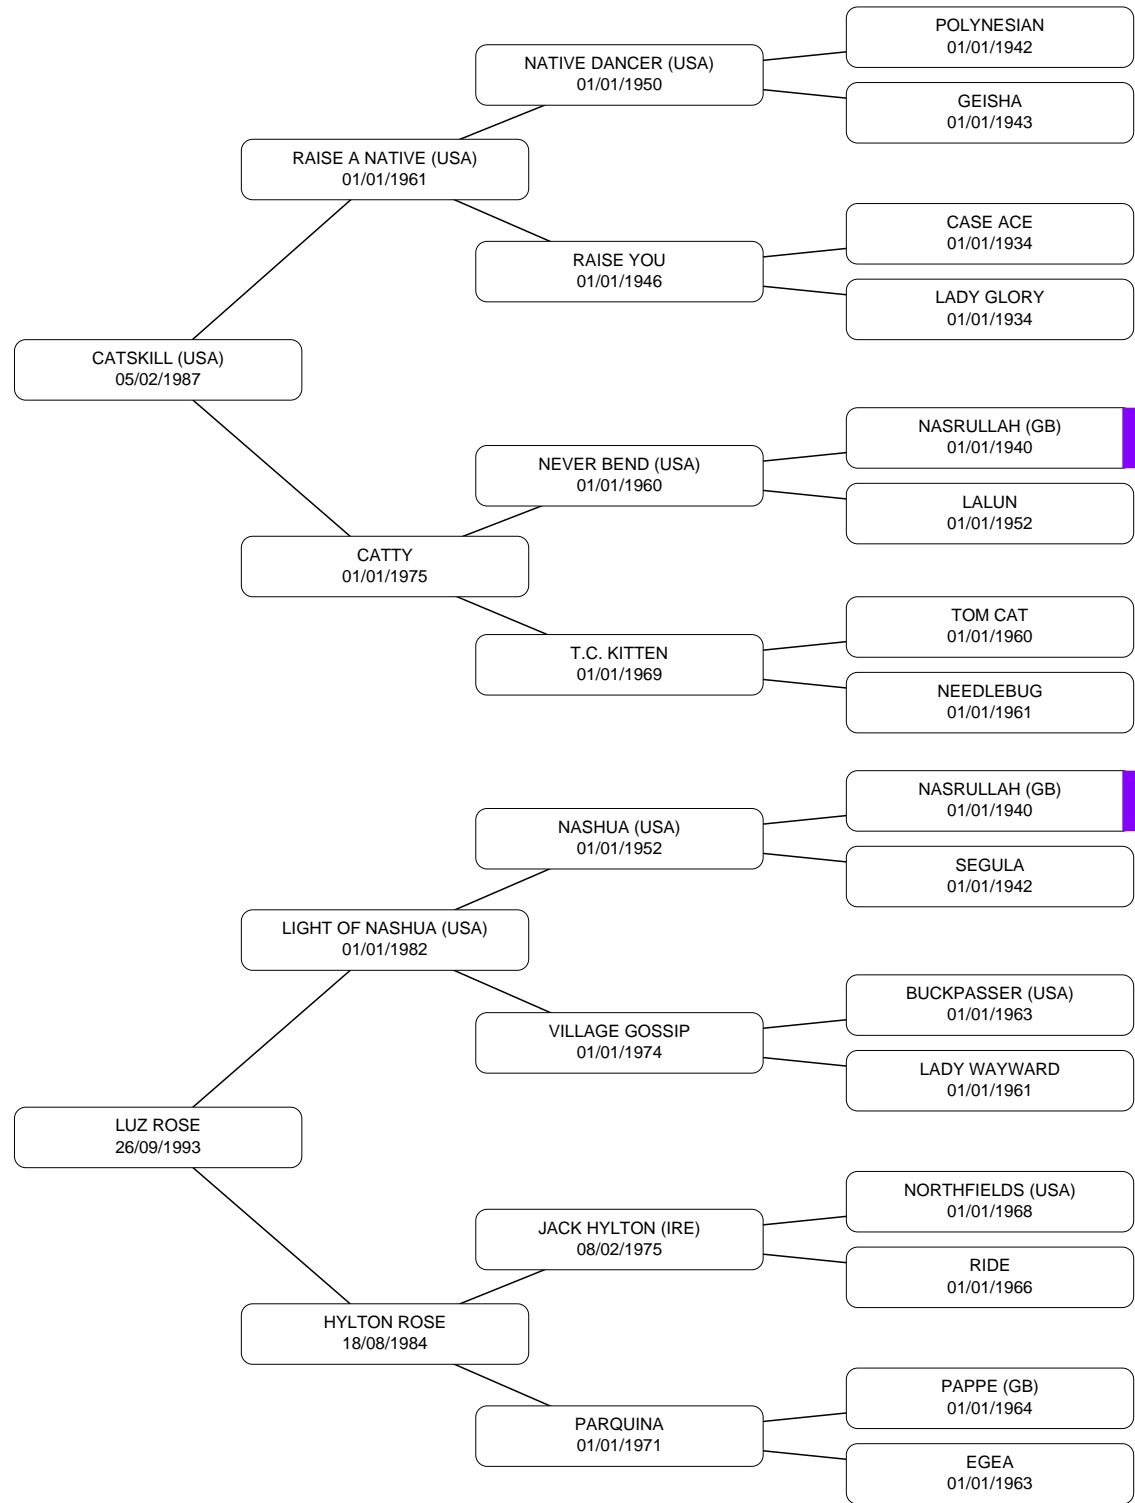 POLYNESIAN
01/01/1942
NATIVE DANCER (USA)
01/01/1950
GEISHA
01/01/1943
RAISE A NATIVE (USA)
01/01/1961
CASE ACE
01/01/1934
RAISE YOU
01/01/1946
LADY GLORY
01/01/1934
CATSKILL (USA)
05/02/1987
NASRULLAH (GB)
01/01/1940
NEVER BEND (USA)
01/01/1960
LALUN
01/01/1952
CATTY
01/01/1975
TOM CAT
01/01/1960
T.C. KITTEN
01/01/1969
NEEDLEBUG
01/01/1961
NASRULLAH (GB)
01/01/1940
NASHUA (USA)
01/01/1952
SEGULA
01/01/1942
LIGHT OF NASHUA (USA)
01/01/1982
BUCKPASSER (USA)
01/01/1963
VILLAGE GOSSIP
01/01/1974
LADY WAYWARD
01/01/1961
LUZ ROSE
26/09/1993
NORTHFIELDS (USA)
01/01/1968
JACK HYLTON (IRE)
08/02/1975
RIDE
01/01/1966
HYLTON ROSE
18/08/1984
PAPPE (GB)
01/01/1964
PARQUINA
01/01/1971
EGEA
01/01/1963